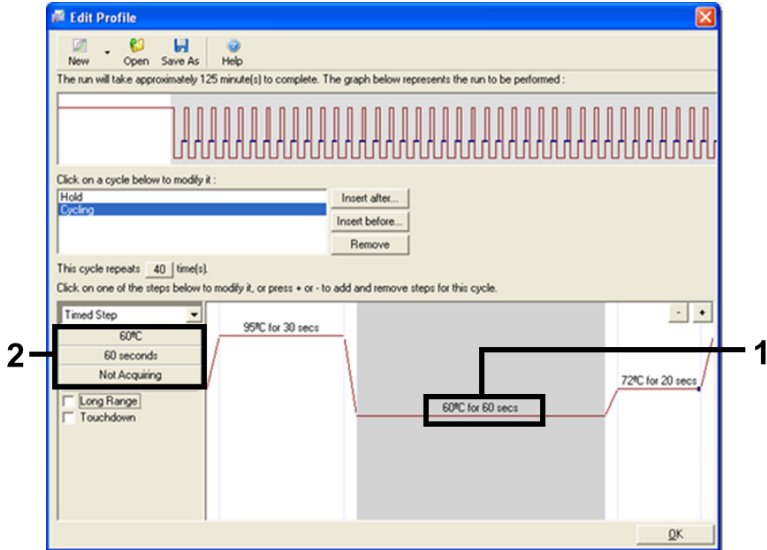 Edit Profile
New Open Save As Help
The run will take approximately 125 minute(s) to complete. The graph below represents the run to be performed :
Click on a cycle below to modify it :
Hold
Cycling
Insert after...
Insert before...
Remove
This cycle repeats 40 time(s).
Click on one of the steps below to modify it, or press + or - to add and remove steps for this cycle.
Timed Step
- +
60ºC
60 seconds
Not Acquiring
2
Long Range
Touchdown
95ºC for 30 secs
60ºC for 60 secs
1
72ºC for 20 secs
OK